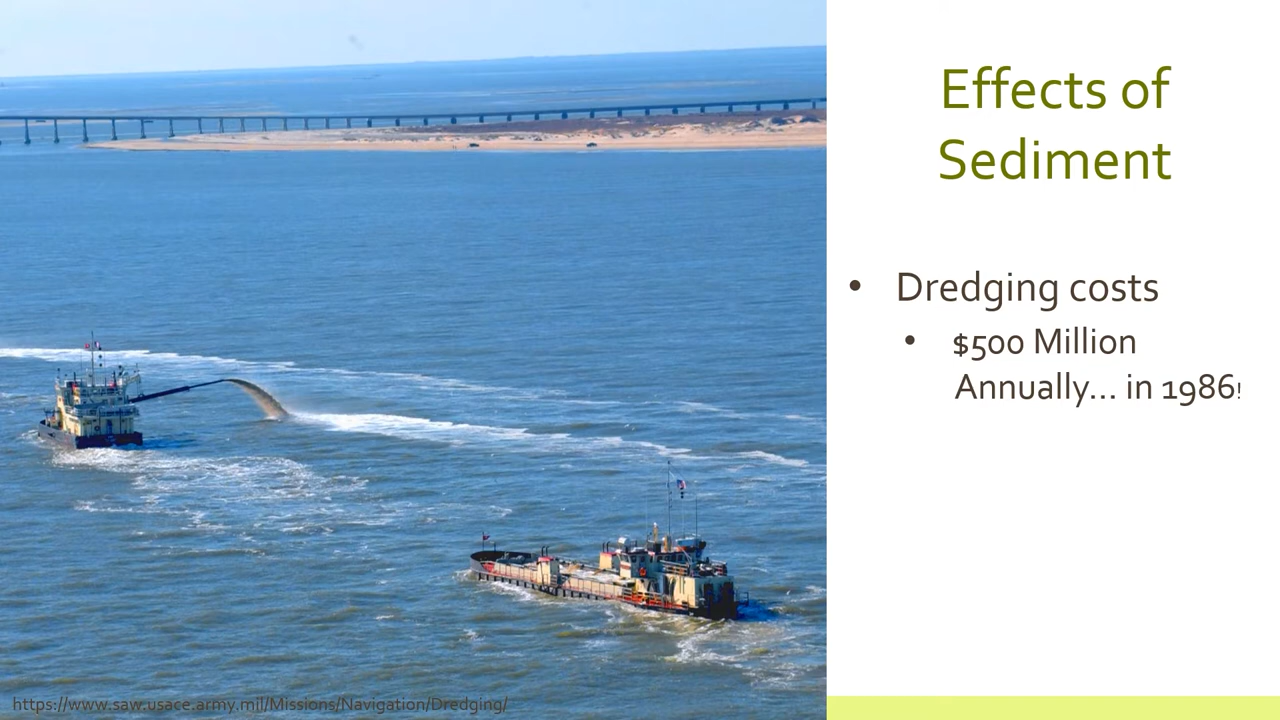 Effects of
Sediment
• Dredging costs
• $500 Million
Annually... in 1986!
https://www.saw.usace.army.mil/Missions/Navigation/Dredging/